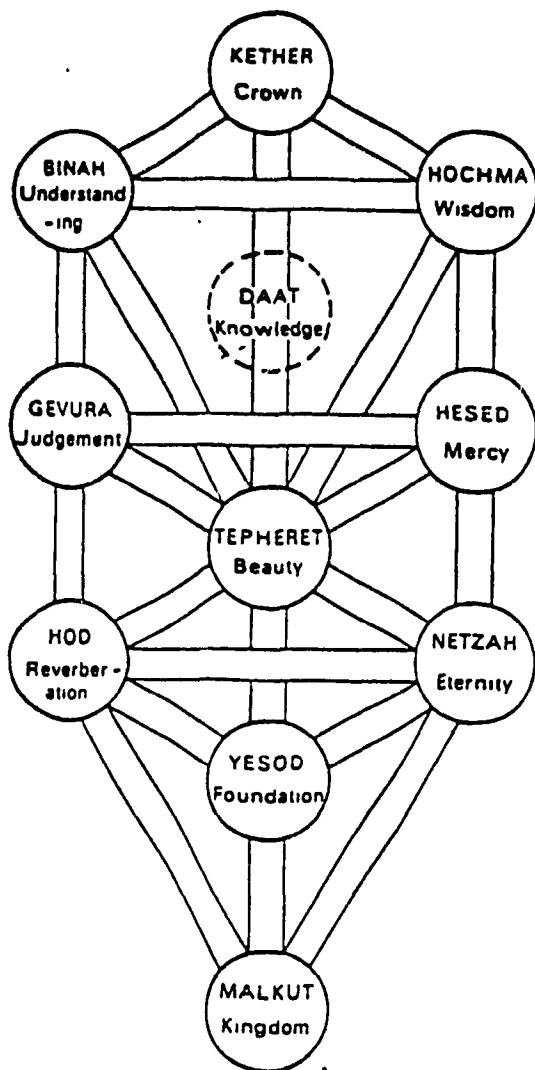 KETHER
Crown
BINAH
Understand
-ing
HOCHMA
Wisdom
DAAT
Knowledge
GEVURA
Judgement
HESED
Mercy
TEPHERET
Beauty
HOD
Reverber-
ation
NETZAH
Eternity
YESOD
Foundation
MALKUT
Kingdom